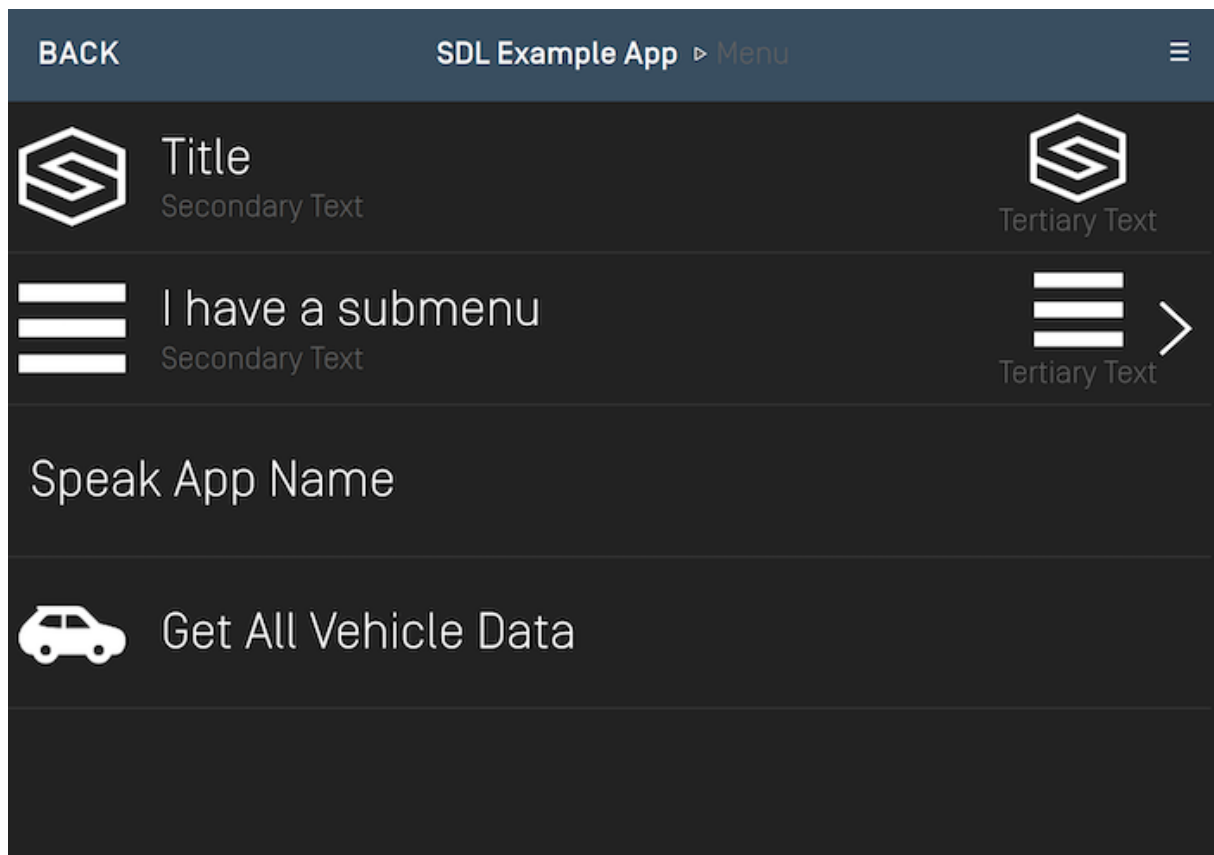 BACK
SDL Example App ▹ Menu
Title
Secondary Text
Tertiary Text
I have a submenu
Secondary Text
Tertiary Text
Speak App Name
Get All Vehicle Data